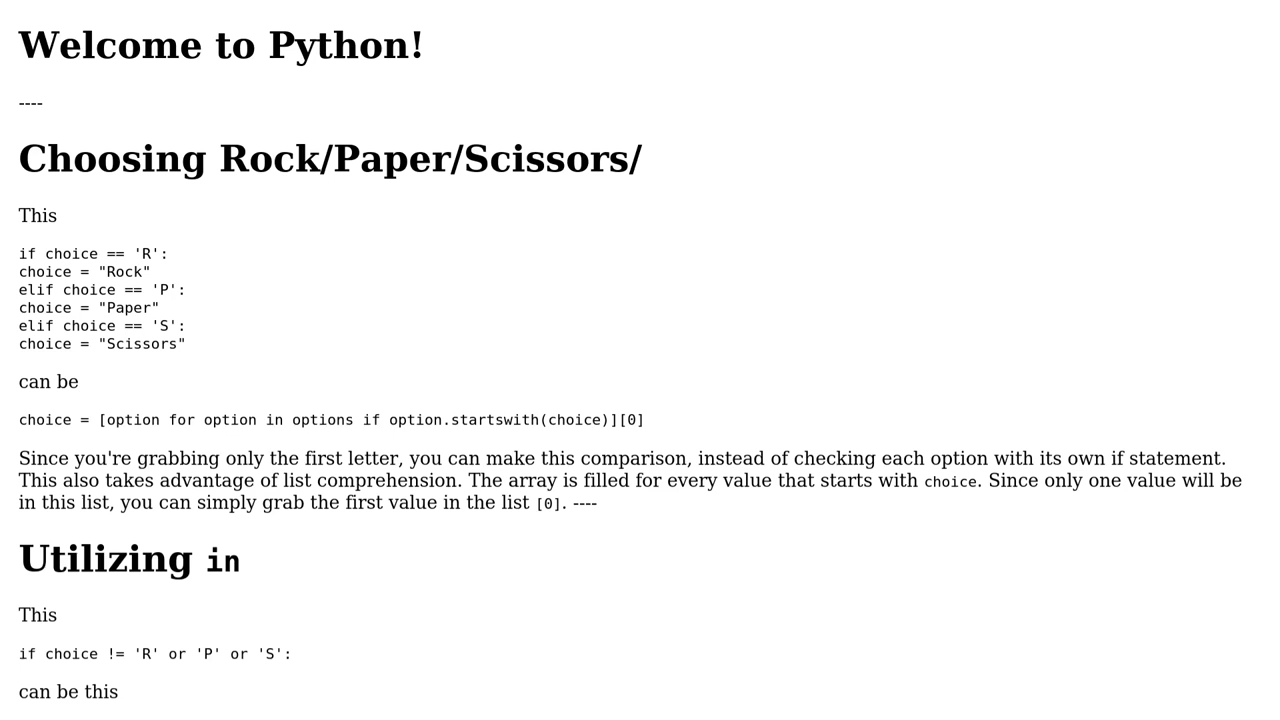 Welcome to Python!
----
Choosing Rock/Paper/Scissors/
This
if choice == 'R':
choice = "Rock"
elif choice == 'P':
choice = "Paper"
elif choice == 'S':
choice = "Scissors"
can be
choice = [option for option in options if option.startswith(choice)][0]
Since you're grabbing only the first letter, you can make this comparison, instead of checking each option with its own if statement.
This also takes advantage of list comprehension. The array is filled for every value that starts with choice. Since only one value will be
in this list, you can simply grab the first value in the list [0]. ----
Utilizing in
This
if choice != 'R' or 'P' or 'S':
can be this